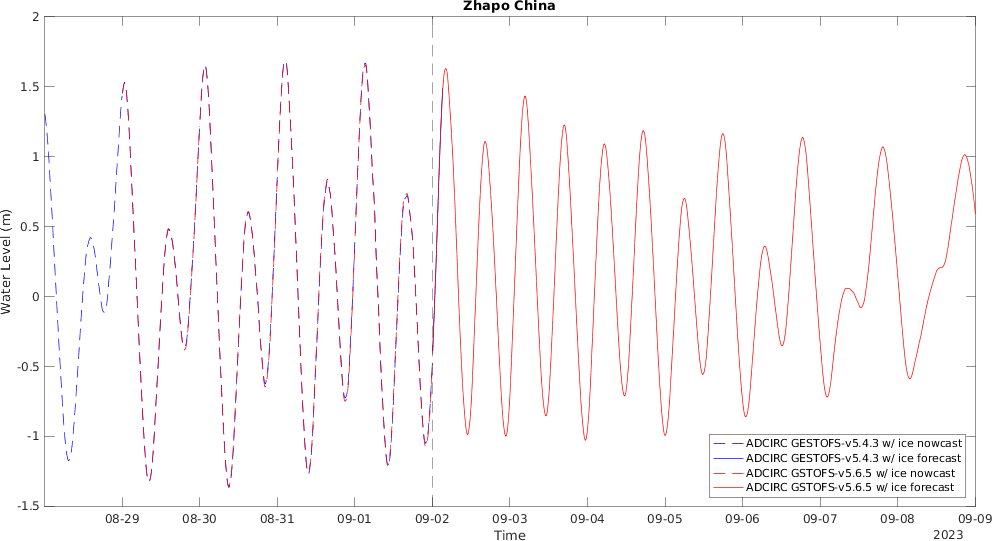 Zhapo China
2
1.5
1
0.5
0
-0.5
-1
-1.5
Water Level (m)
ADCIRC GESTOFS-v5.4.3 w/ ice nowcast
ADCIRC GESTOFS-v5.4.3 w/ ice forecast
ADCIRC GSTOFS-v5.6.5 w/ ice nowcast
ADCIRC GSTOFS-v5.6.5 w/ ice forecast
08-29 08-30 08-31 09-01 09-02 09-03 09-04 09-05 09-06 09-07 09-08 09-09
Time
2023